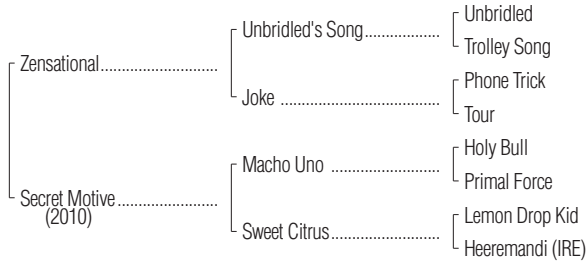 Unbridled
Unbridled's Song..................
Trolley Song
Zensational............................
Phone Trick
Joke ......................................
Tour
Holy Bull
Macho Uno ..........................
Primal Force
Secret Motive........................
(2010)
Lemon Drop Kid
Sweet Citrus..........................
Heeremandi (IRE)